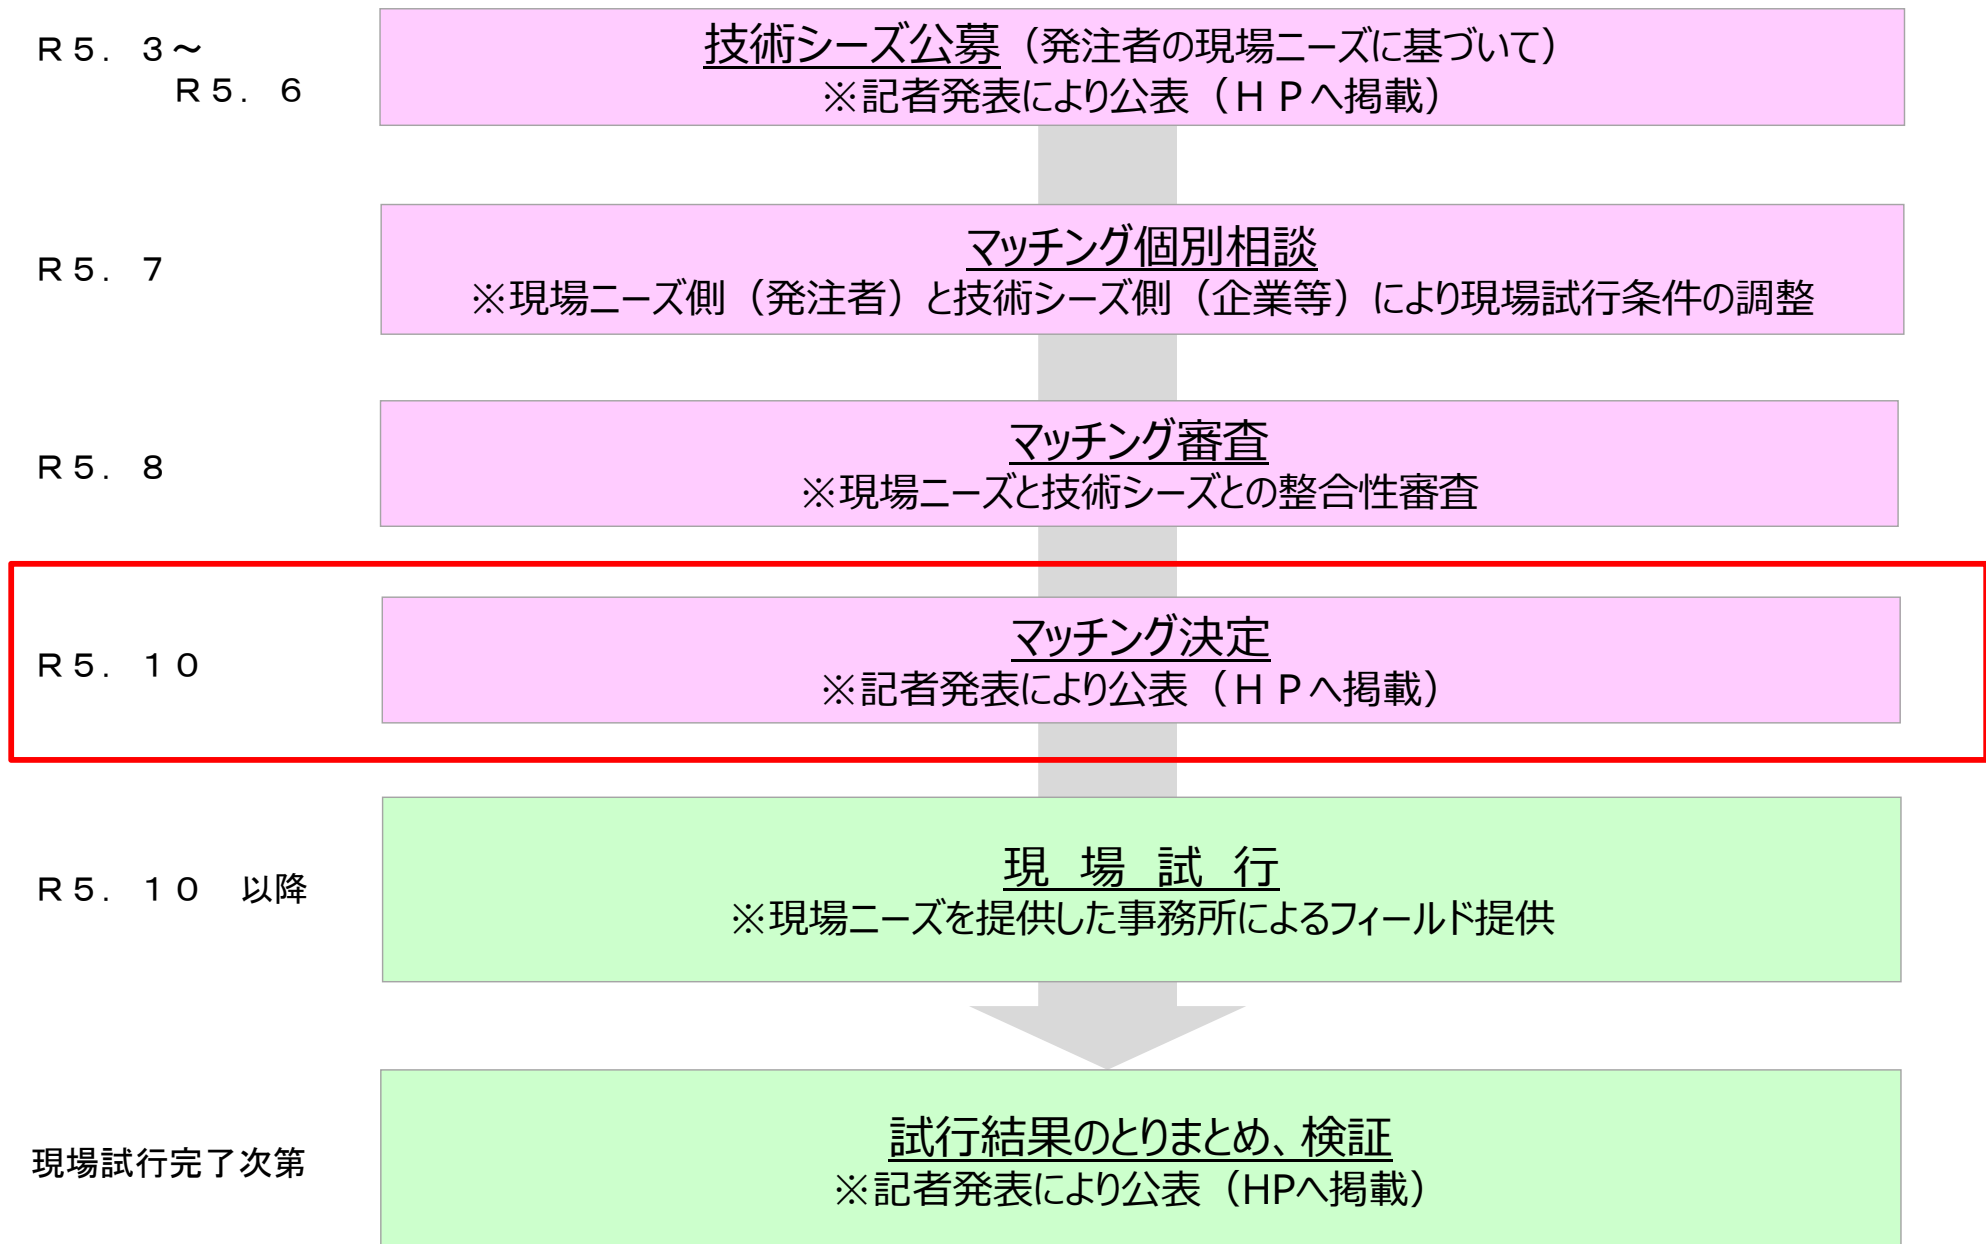 Ｒ５．３～
Ｒ５．６
技術シーズ公募（発注者の現場ニーズに基づいて）
※記者発表により公表（ＨＰへ掲載）
Ｒ５．７
マッチング個別相談
※現場ニーズ側（発注者）と技術シーズ側（企業等）により現場試行条件の調整
Ｒ５．８
マッチング審査
※現場ニーズと技術シーズとの整合性審査
Ｒ５．１０
マッチング決定
※記者発表により公表（ＨＰへ掲載）
Ｒ５．１０　以降
現　場　試　行
※現場ニーズを提供した事務所によるフィールド提供
現場試行完了次第
試行結果のとりまとめ、検証
※記者発表により公表（HPへ掲載）